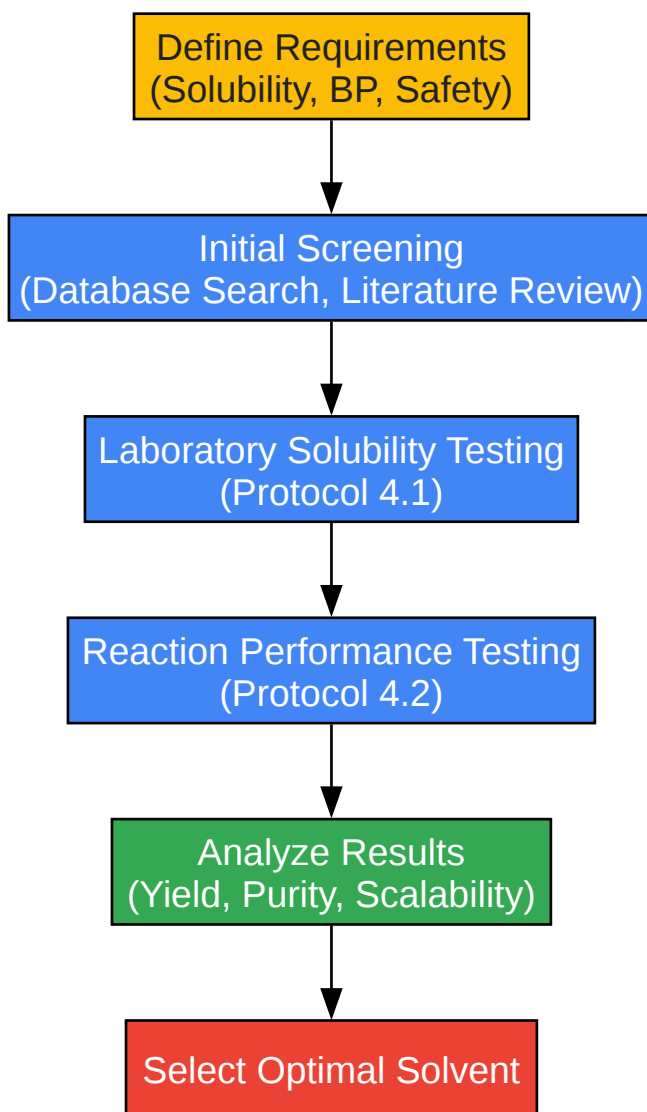 Define Requirements
(Solubility, BP, Safety)
Initial Screening
(Database Search, Literature Review)
Laboratory Solubility Testing
(Protocol 4.1)
Reaction Performance Testing
(Protocol 4.2)
Analyze Results
(Yield, Purity, Scalability)
Select Optimal Solvent